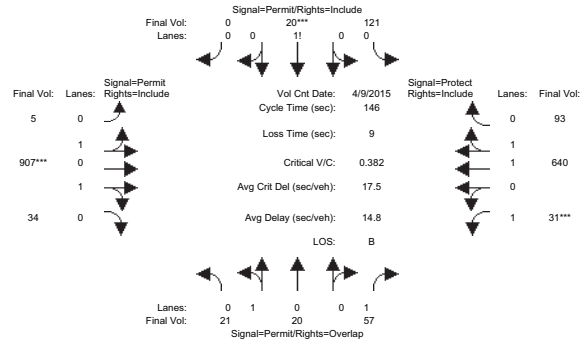 Signal=Permit/Rights=Include
Final Vol: 0 20*** 121
Lanes: 0 0 1! 0 0
Signal=Permit
Final Vol: Lanes: Rights=Include
Vol Cnt Date: 4/9/2015
Signal=Protect
Rights=Include Lanes: Final Vol:
Cycle Time (sec): 146
5 0
0 93
Loss Time (sec): 9
1
1
907*** 0
Critical V/C: 0.382
1 640
1
Avg Crit Del (sec/veh): 17.5
0
34 0
Avg Delay (sec/veh): 14.8
1 31***
LOS: B
Lanes: 0 1 0 0 1
Final Vol: 21 20 57
Signal=Permit/Rights=Overlap